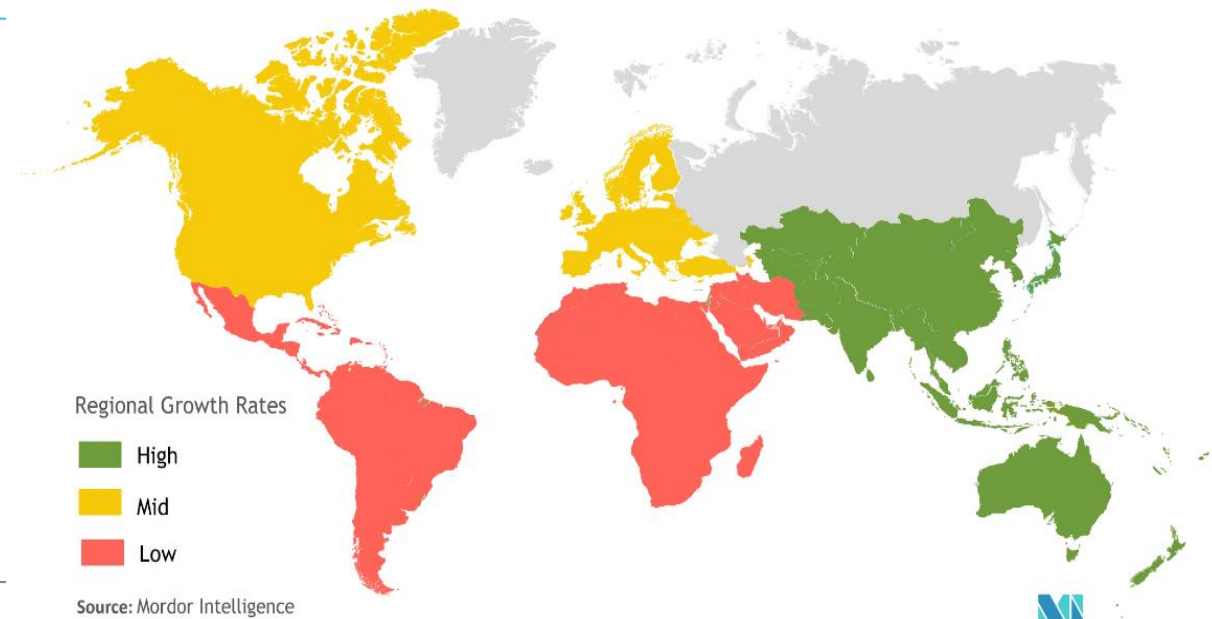 Regional Growth Rates
High
Mid
Low
Source: Mordor Intelligence